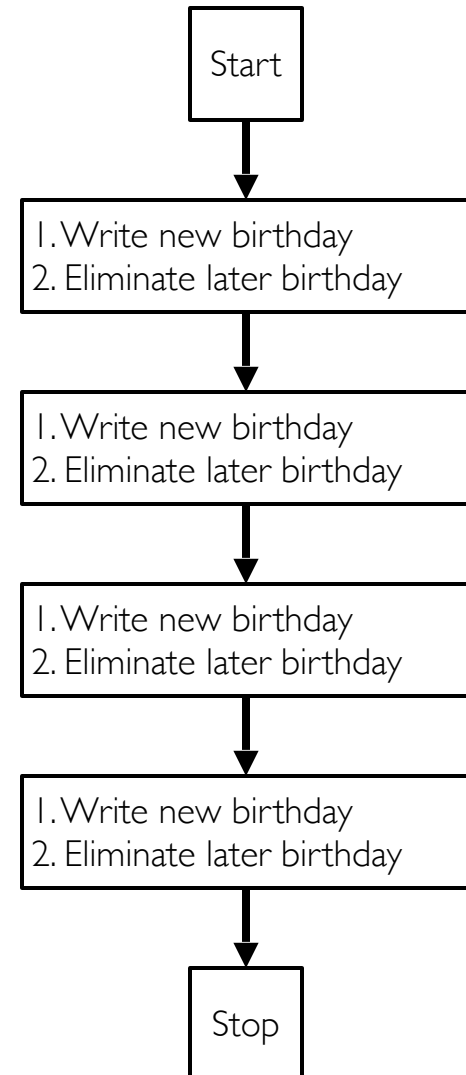 Start
1. Write new birthday
2. Eliminate later birthday
1. Write new birthday
2. Eliminate later birthday
1. Write new birthday
2. Eliminate later birthday
1. Write new birthday
2. Eliminate later birthday
Stop